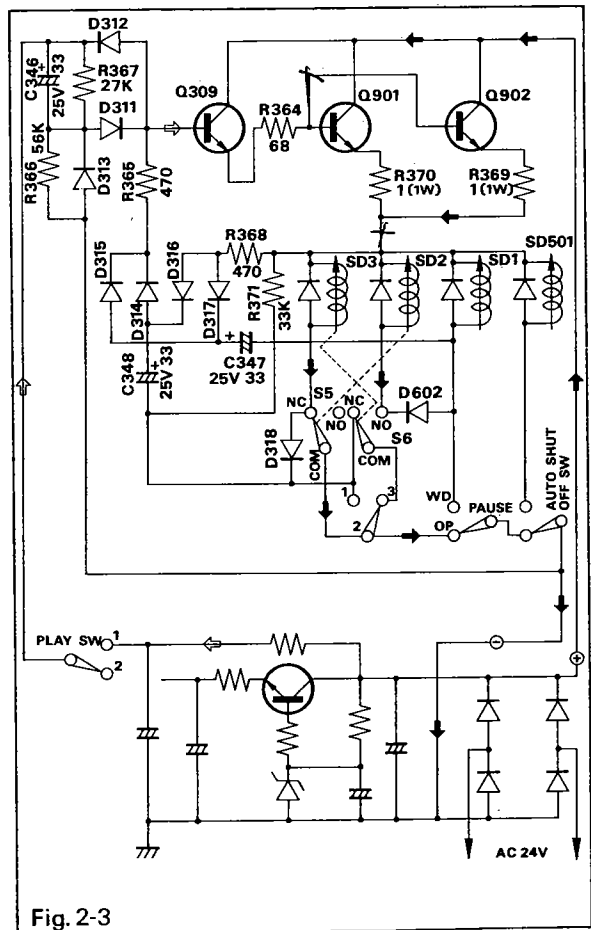 D312
C346
25V 33
+
R367
27K
D311
Q309
R364
68
Q901
Q902
R366
56K
D313
R365
470
R370
1 (1W)
R369
1 (1W)
D315
D314
D316
D317
R368
470
R371
33K
SD3
SD2
SD1
SD501
C348
25V 33
+
+
C347
25V 33
D318
NC
S5
NO
NC
NO
D602
COM
COM
S6
1
3
2
WD
OP
PAUSE
AUTO SHUT
OFF SW
PLAY SW
1
2
−
+
AC 24V
Fig. 2-3